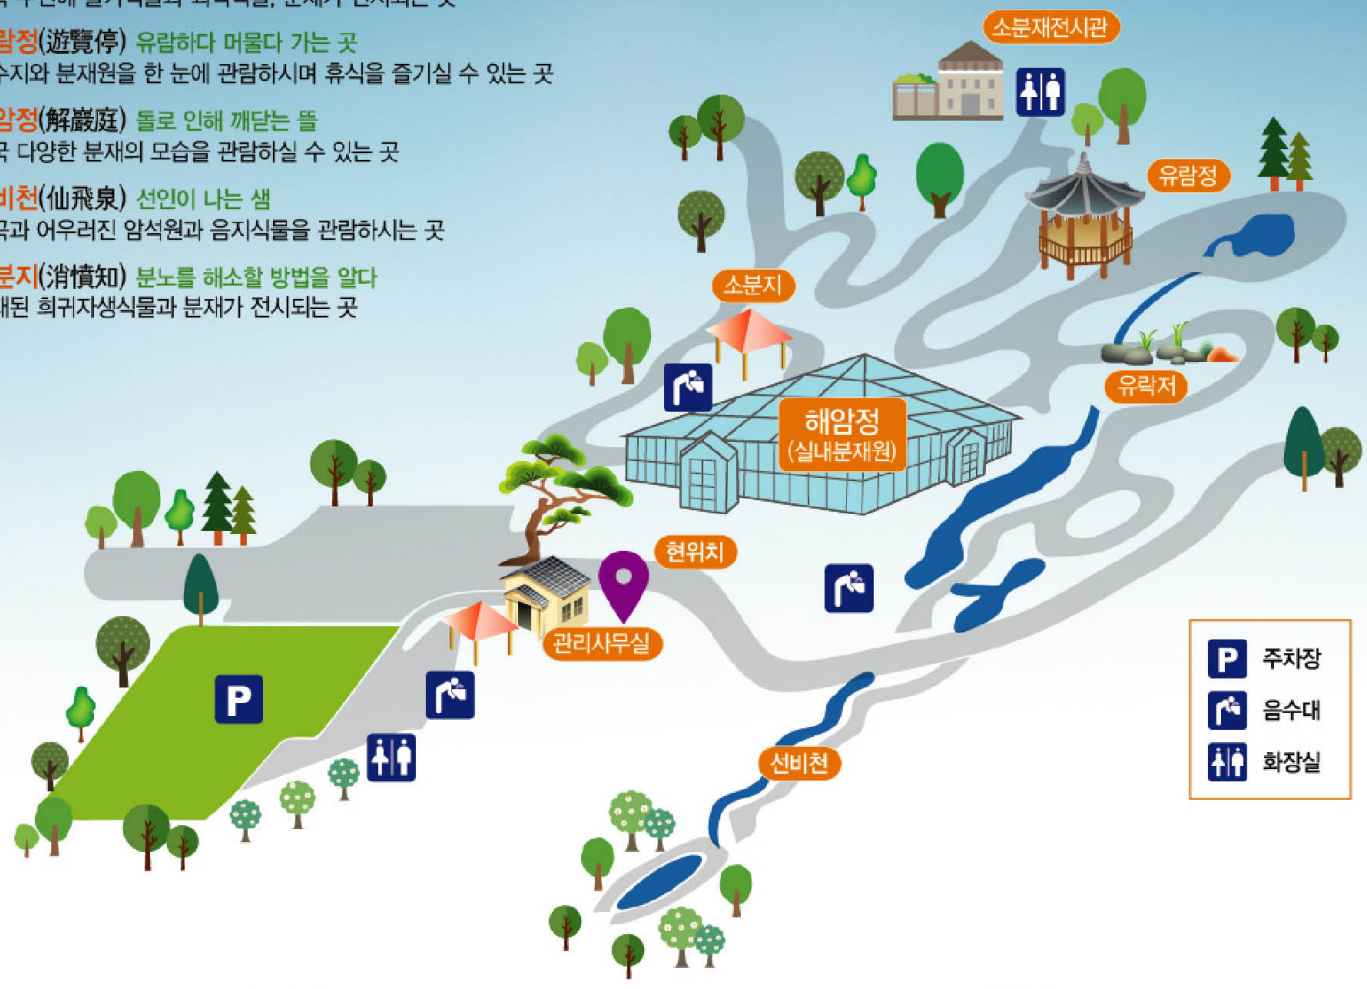 람정(遊覽停) 유람하다 머물다 가는 곳
수지와 분재원을 한 눈에 관람하시며 휴식을 즐기실 수 있는 곳
암정(解巖庭) 돌로 인해 깨닫는 뜰
국 다양한 분재의 모습을 관람하실 수 있는 곳
비천(仙飛泉) 선인이 나는 샘
곡과 어우러진 암석원과 음지식물을 관람하시는 곳
분지(消憤知) 분노를 해소할 방법을 알다
재된 희귀자생식물과 분재가 전시되는 곳
소분재전시관
유람정
소분지
유락저
해암정
(실내분재원)
현위치
관리사무실
P
선비천
P 주차장
음수대
화장실